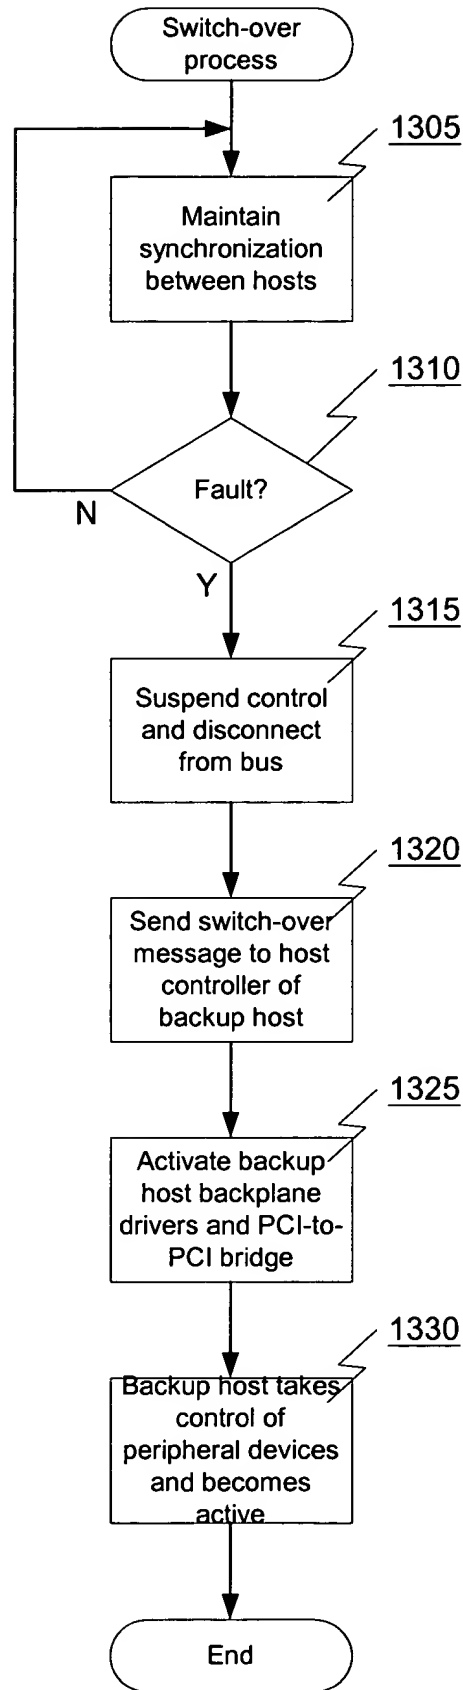 Switch-over
process
1305
Maintain
synchronization
between hosts
1310
Fault?
N
Y
1315
Suspend control
and disconnect
from bus
1320
Send switch-over
message to host
controller of
backup host
1325
Activate backup
host backplane
drivers and PCI-to-
PCI bridge
1330
Backup host takes
control of
peripheral devices
and becomes
active
End